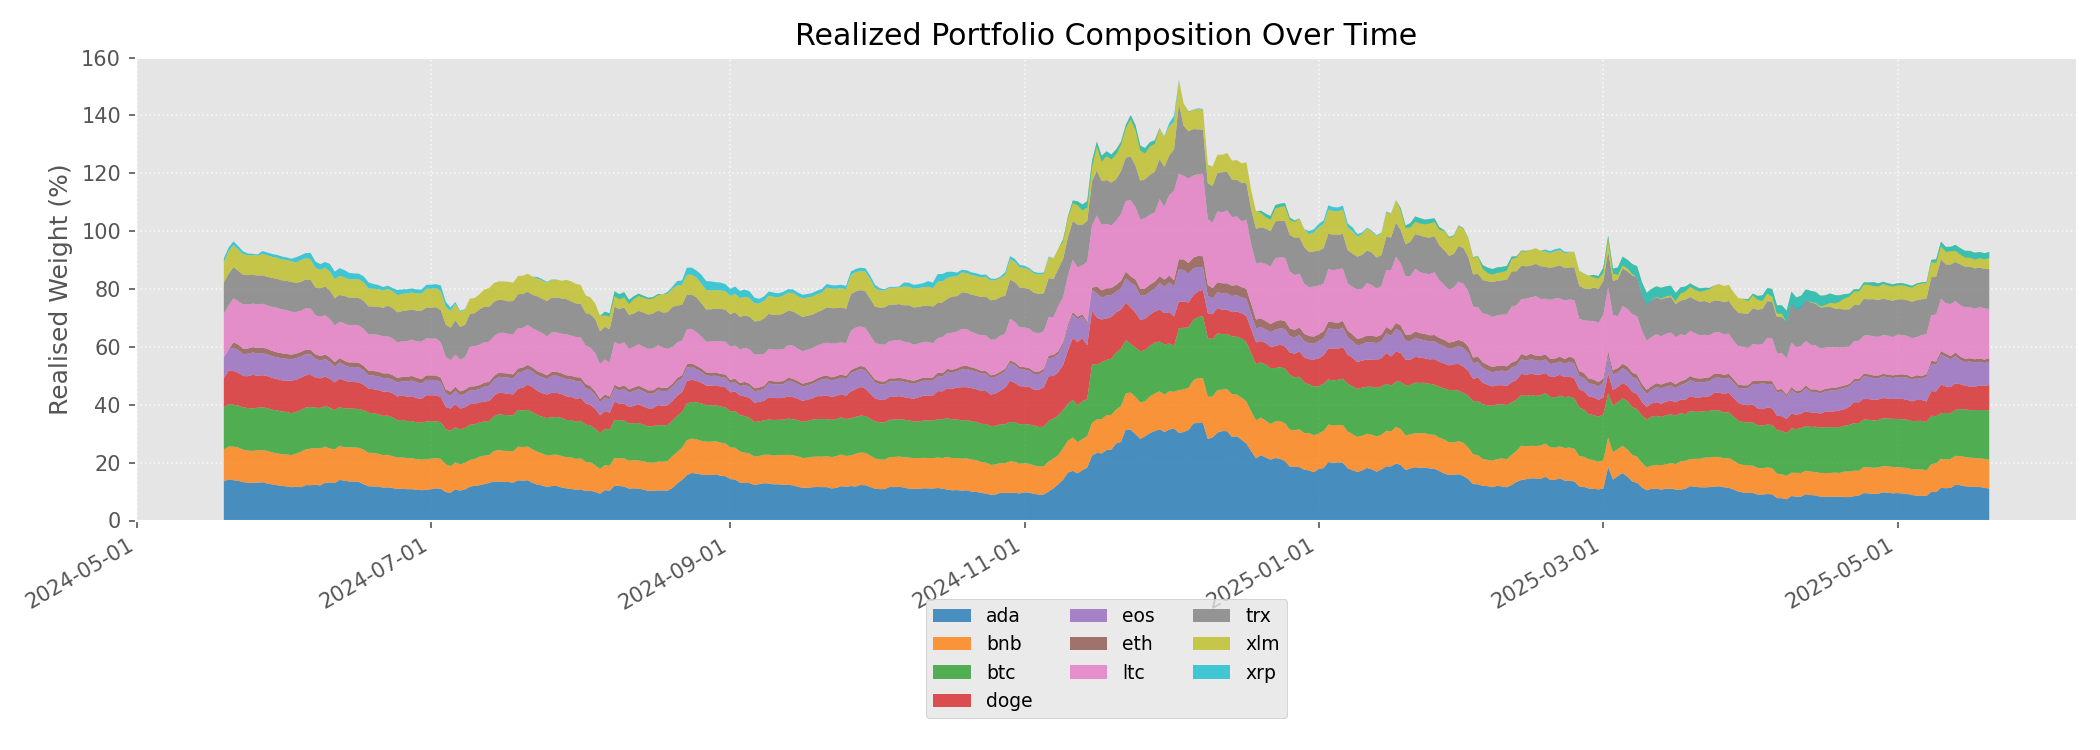 Realized Portfolio Composition Over Time
Realised Weight (%)
160
140
120
100
80
60
40
20
0
2024-05-01
2024-07-01
2024-09-01
2024-11-01
2025-01-01
2025-03-01
2025-05-01
ada
bnb
btc
doge
eos
eth
ltc
trx
xlm
xrp